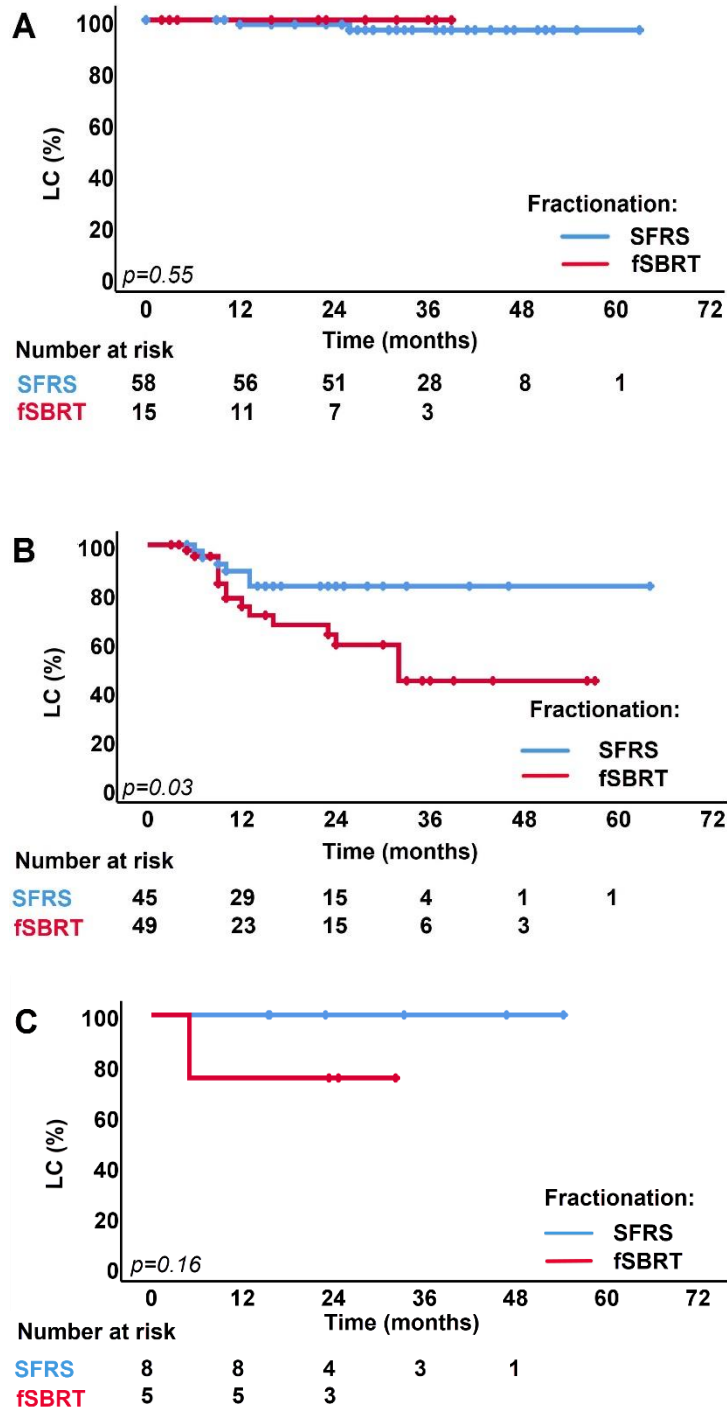 A
100
80
60
40
20
0
LC (%)
Fractionation:
SFRS
fSBRT
p=0.55
0 12 24 36 48 60 72
Time (months)
Number at risk
SFRS 58 56 51 28 8 1
fSBRT 15 11 7 3
B
100
80
60
40
20
0
LC (%)
Fractionation:
SFRS
fSBRT
p=0.03
0 12 24 36 48 60 72
Time (months)
Number at risk
SFRS 45 29 15 4 1 1
fSBRT 49 23 15 6 3
C
100
80
60
40
20
0
LC (%)
Fractionation:
SFRS
fSBRT
p=0.16
0 12 24 36 48 60 72
Time (months)
Number at risk
SFRS 8 8 4 3 1
fSBRT 5 5 3